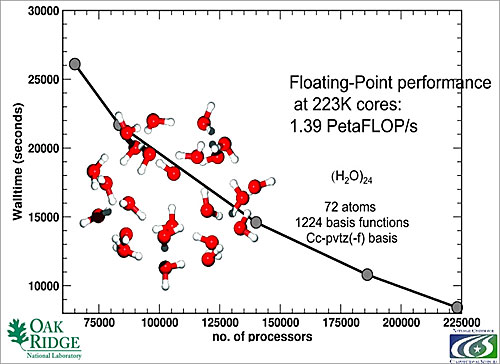 30000
25000
20000
15000
10000
Walltime (seconds)
Floating-Point performance
at 223K cores:
1.39 PetaFLOP/s
(H2O)24
72 atoms
1224 basis functions
Cc-pvtz(-f) basis
75000 100000 125000 150000 175000 200000 225000
no. of processors
OAK
RIDGE
National Laboratory